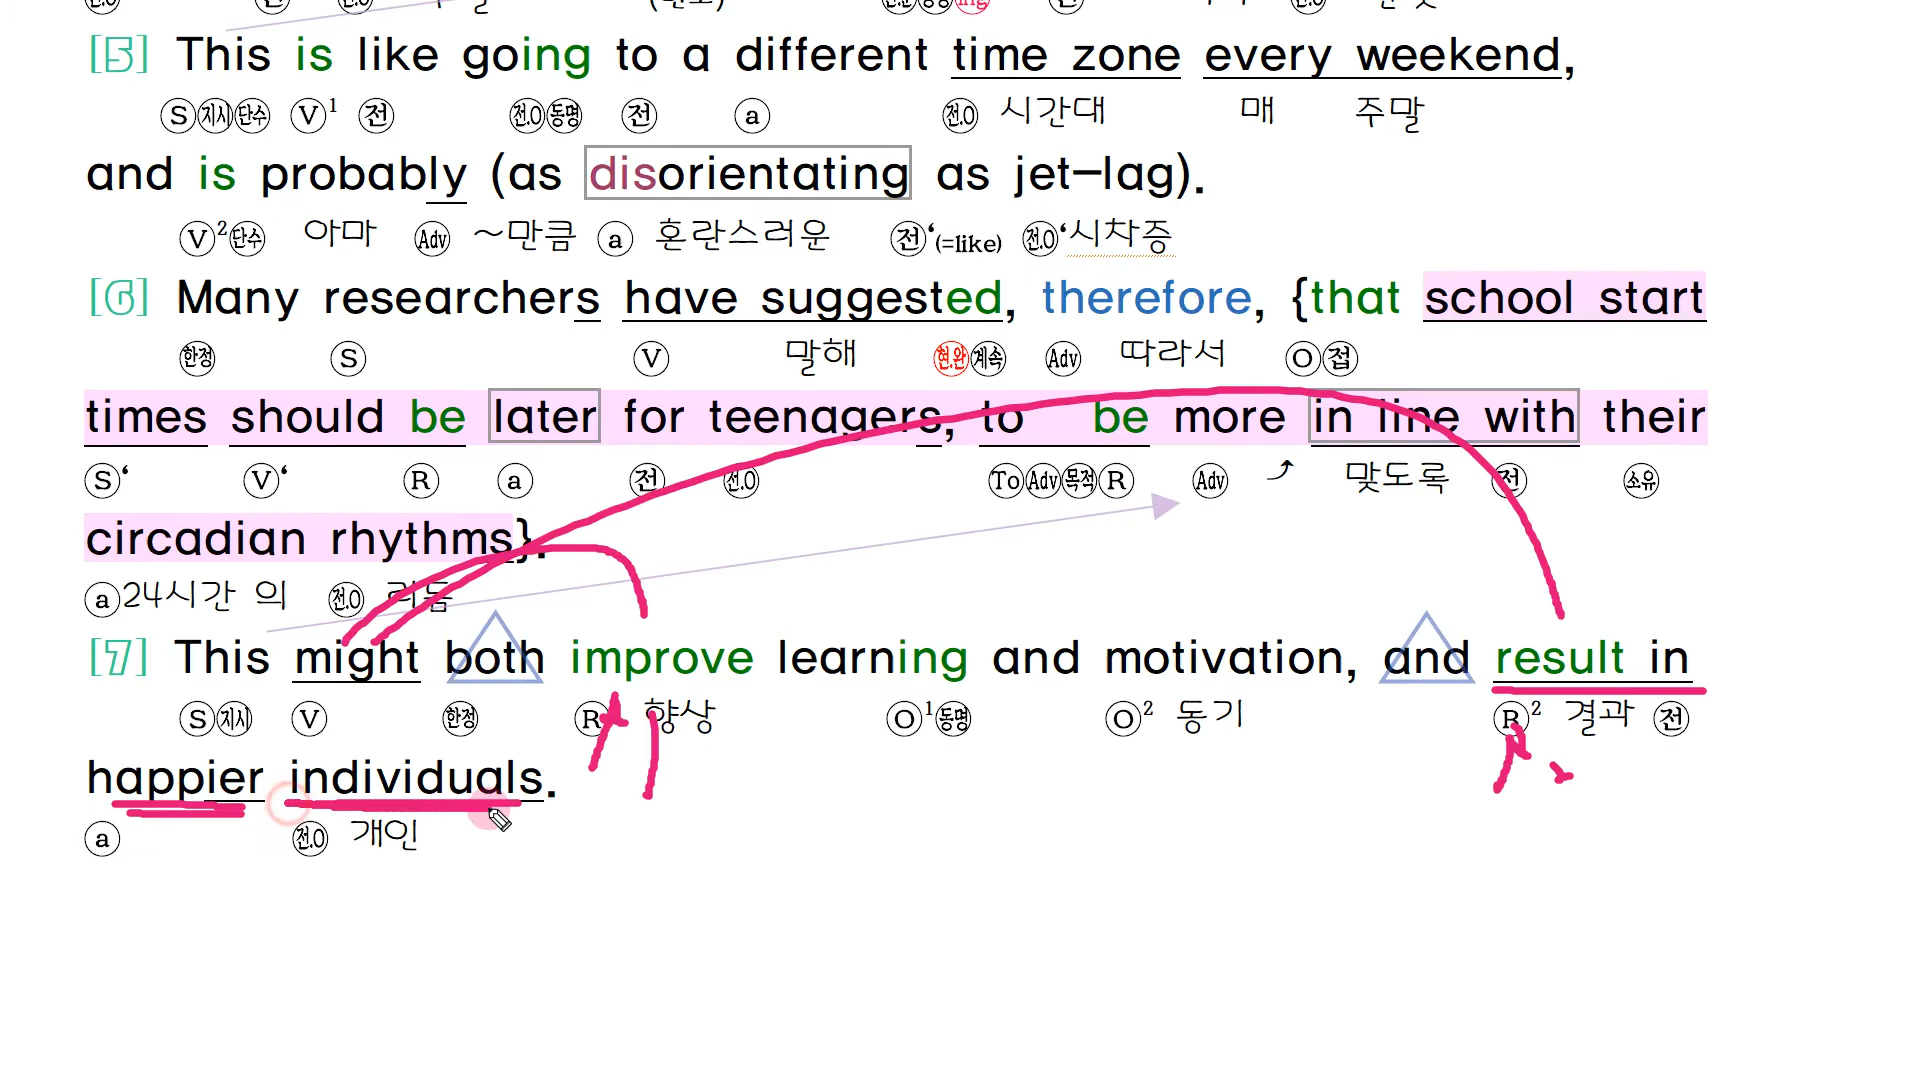 [5] This is like going to a different time zone every weekend,
S 지시 단수 V1 전 전.O 동명 전 a 전.O 시간대 매 주말
and is probably (as disorientating as jet-lag).
V2 단수 아마 Adv ~만큼 a 혼란스러운 전‘(=like) 전.O‘시차증
[6] Many researchers have suggested, therefore, {that school start
한정 S V 말해 현.완 계속 Adv 따라서 O 접
times should be later for teenagers, to be more in line with their
S‘ V‘ R a 전 전.O To Adv 목적 R Adv 맞도록 전 소유
circadian rhythms}.
a 24시간 의 전.O 리듬
[7] This might both improve learning and motivation, and result in
S 지시 V 한정 R 향상 O1 동명 O2 동기 R2 결과 전
happier individuals.
a 전.O 개인